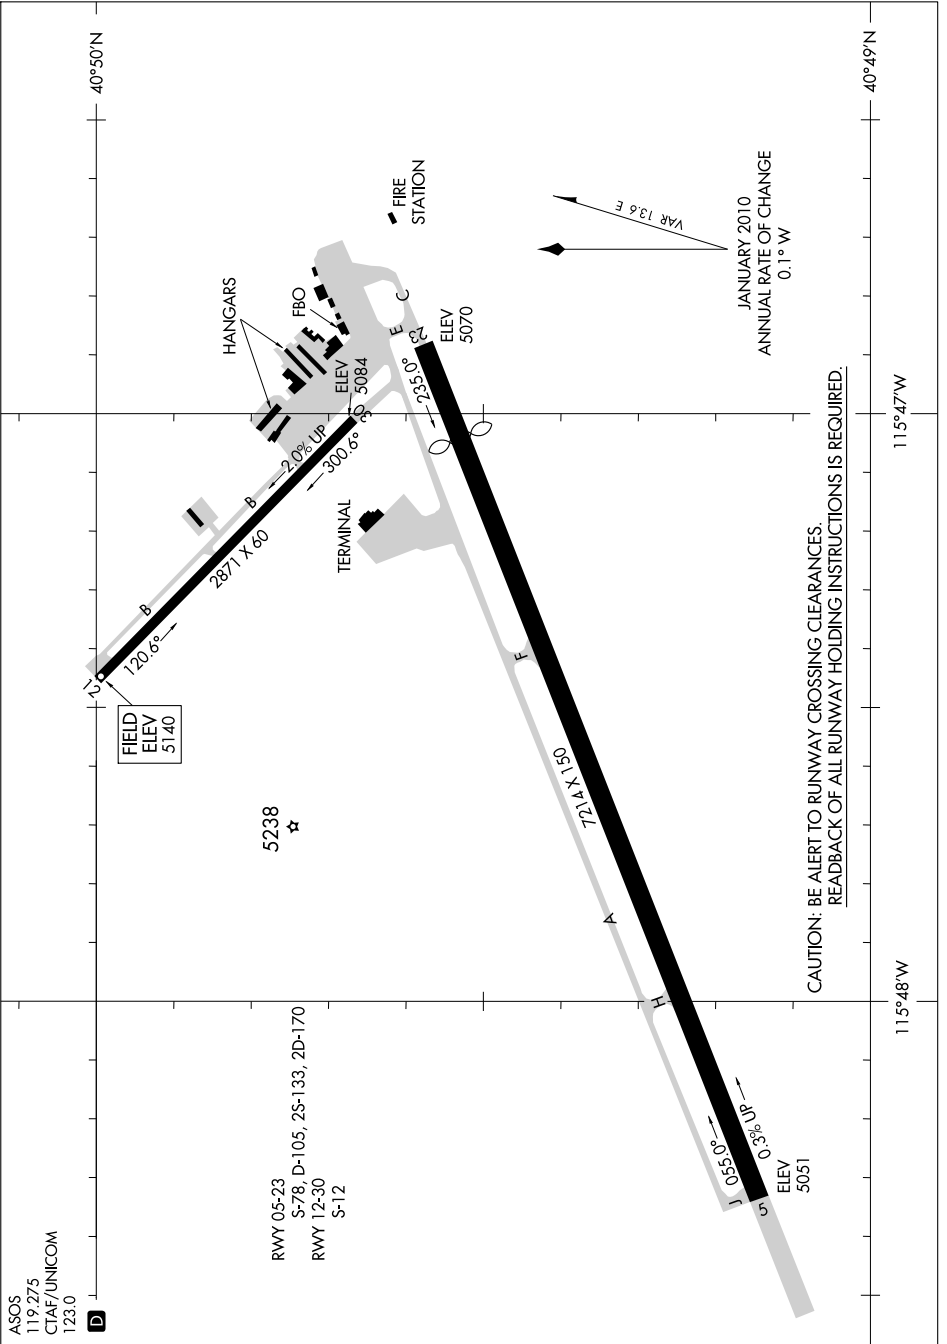 ASOS
119.275
CTAF/UNICOM
123.0
D
40°50'N
40°49'N
HANGARS
FBO
FIRE
STATION
ELEV
5084
30
2.0% UP
300.6°
B
2871 X 60
B
120.6°
12
FIELD
ELEV
5140
TERMINAL
C
E
23
ELEV
5070
235.0°
VAR 13.6 E
JANUARY 2010
ANNUAL RATE OF CHANGE
0.1° W
115°47'W
F
7214 X 150
A
5238
H
115°48'W
RWY 05-23
S-78, D-105, 2S-133, 2D-170
RWY 12-30
S-12
J
055.0°
0.3% UP
5
ELEV
5051
CAUTION: BE ALERT TO RUNWAY CROSSING CLEARANCES.
READBACK OF ALL RUNWAY HOLDING INSTRUCTIONS IS REQUIRED.